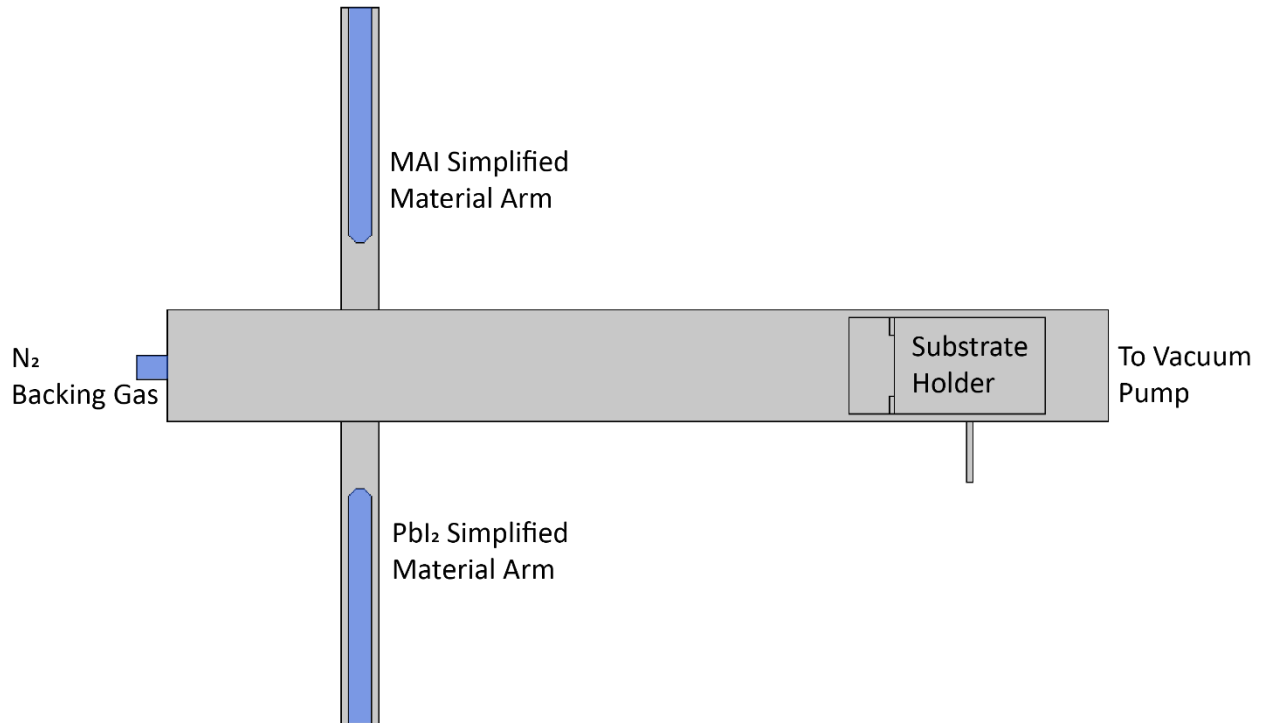 MAI Simplified
Material Arm
N₂
Backing Gas
Substrate
Holder
To Vacuum
Pump
PbI₂ Simplified
Material Arm